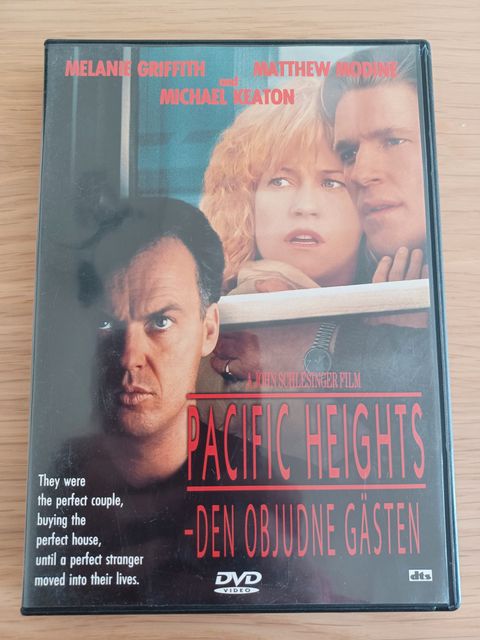 MELANIE GRIFFITH MATTHEW MODINE
and
MICHAEL KEATON
A JOHN SCHLESINGER FILM
PACIFIC HEIGHTS
-DEN OBJUDNE GÄSTEN
They were
the perfect couple,
buying the
perfect house,
until a perfect stranger
moved into their lives.
DVD
VIDEO
dts